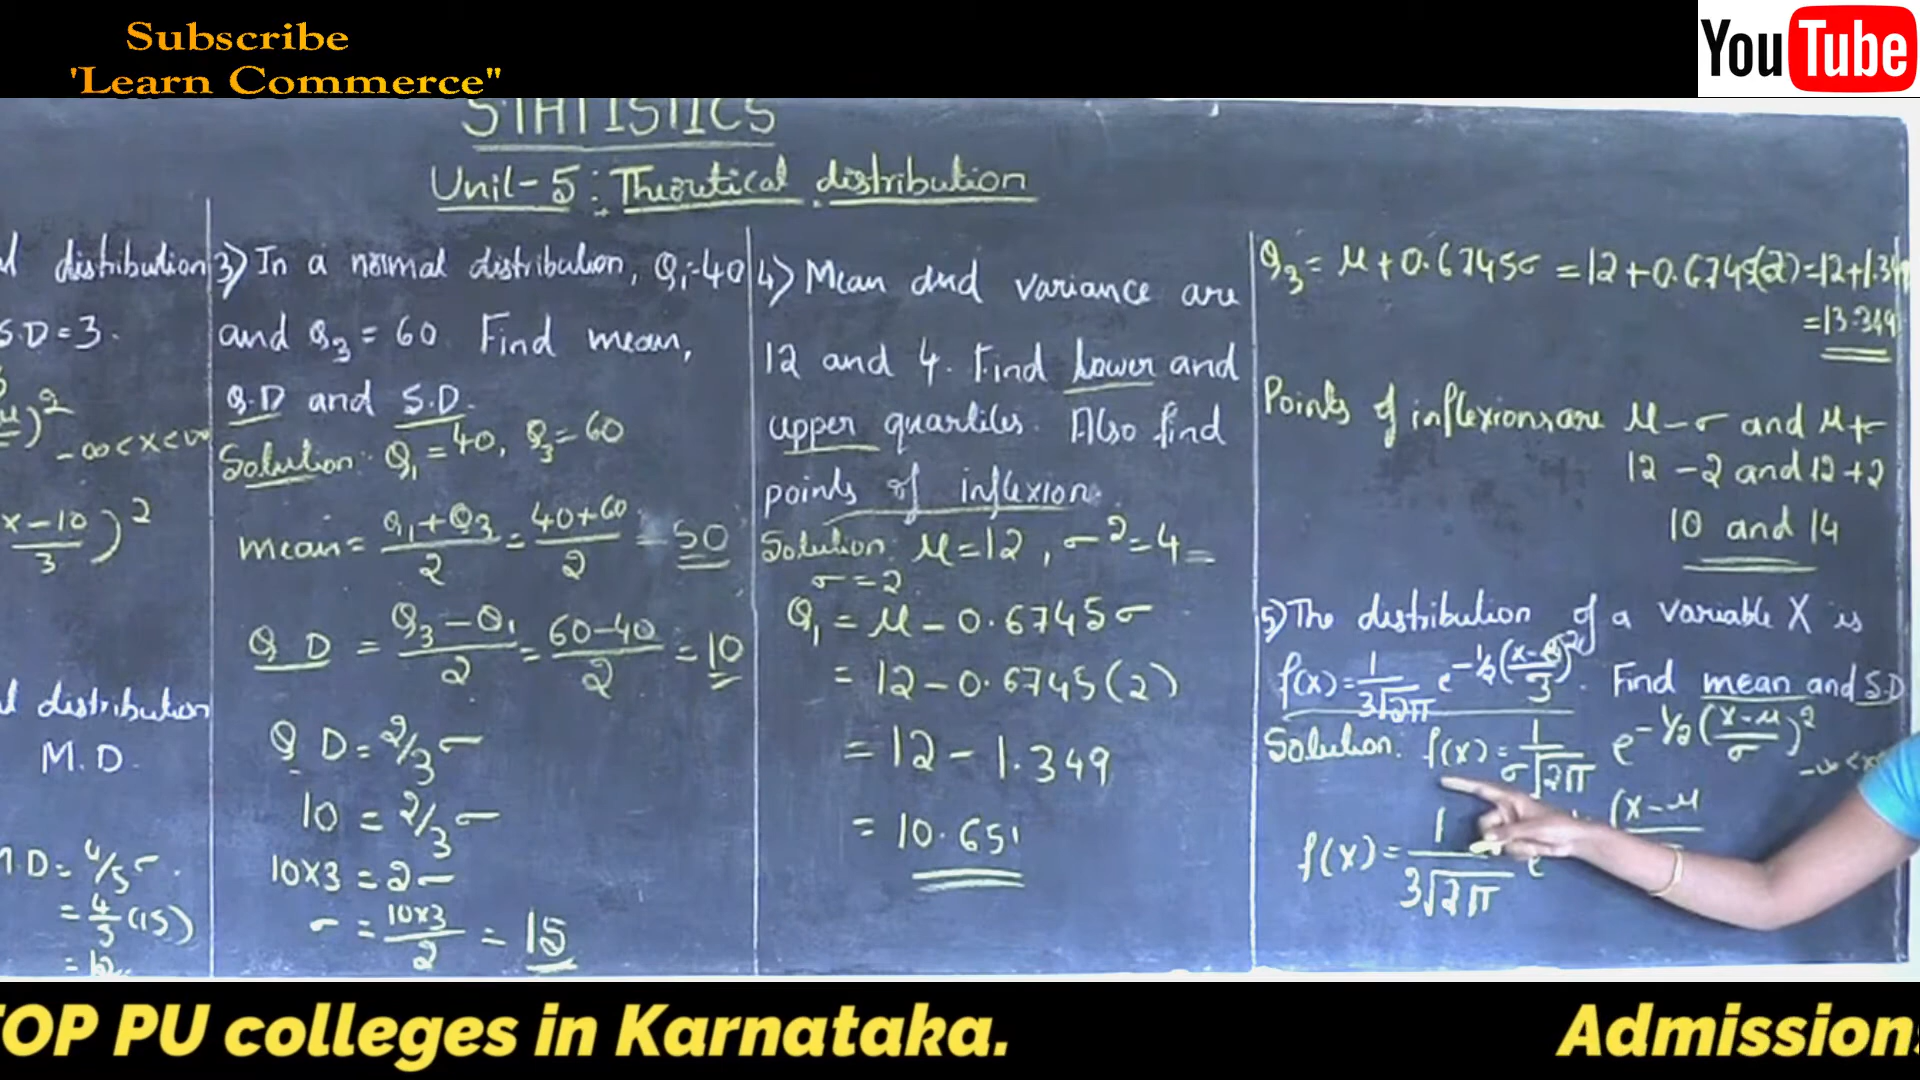 Subscribe
'Learn Commerce"
YouTube
STATISTICS
Unit-5: Theoretical distribution
distribution
S.D=3.
)² -∞<x<∞
x-10/3)²
distribution
M.D.
M.D= 4/5 σ.
= 4/5 (15)
3) In a normal distribution, Q₁=40
and Q₃ = 60. Find mean,
Q.D and S.D.
Solution:- Q₁=40, Q₃=60
mean= Q₁+Q₃/2 = 40+60/2 = 50
Q D = Q₃-Q₁/2 = 60-40/2 = 10
Q D= 2/3 σ
10 = 2/3 σ
10x3 = 2σ
σ = 10x3/2 = 15
4) Mean and variance are
12 and 4. Find lower and
upper quartiles. Also find
points of inflexion.
Solution: μ=12, σ²=4=
σ=2
Q₁ = μ-0.6745σ
= 12-0.6745(2)
= 12-1.349
= 10.651
Q₃= μ+0.6745σ =12+0.6745(2)=12+1.349
=13.349
Points of inflexions are μ-σ and μ+σ
12-2 and 12+2
10 and 14
5) The distribution of a variable X is
f(x)= 1/3√2π e^-1/2(x- /3)². Find mean and S.D
Solution: f(x)= 1/σ√2π e^-1/2(x-μ/σ)²
f(x)= 1/3√2π e (x-μ
TOP PU colleges in Karnataka. Admissions